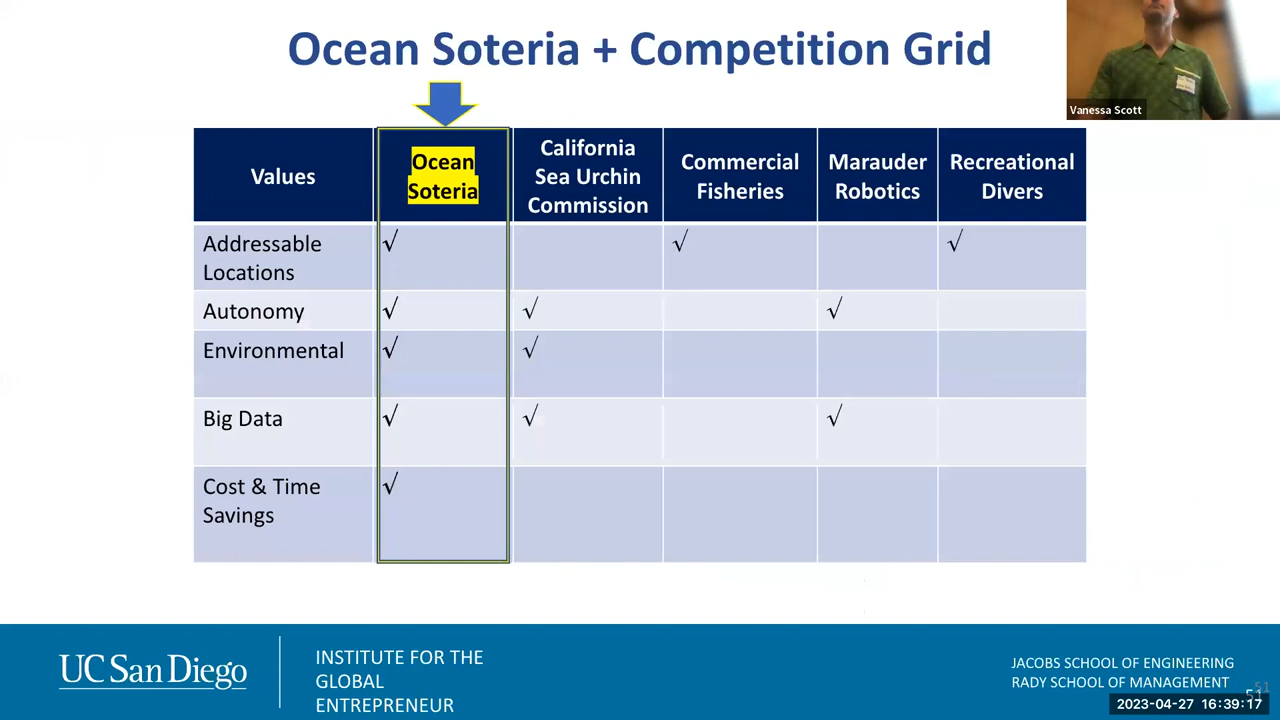 Ocean Soteria + Competition Grid
Vanessa Scott
Values
Ocean
Soteria
California
Sea Urchin
Commission
Commercial
Fisheries
Marauder
Robotics
Recreational
Divers
Addressable
Locations
√ √ √
Autonomy √ √ √
Environmental √ √
Big Data √ √ √
Cost & Time
Savings
√
UC San Diego
INSTITUTE FOR THE
GLOBAL
ENTREPRENEUR
JACOBS SCHOOL OF ENGINEERING
RADY SCHOOL OF MANAGEMENT
51
51
2023-04-27 16:39:17